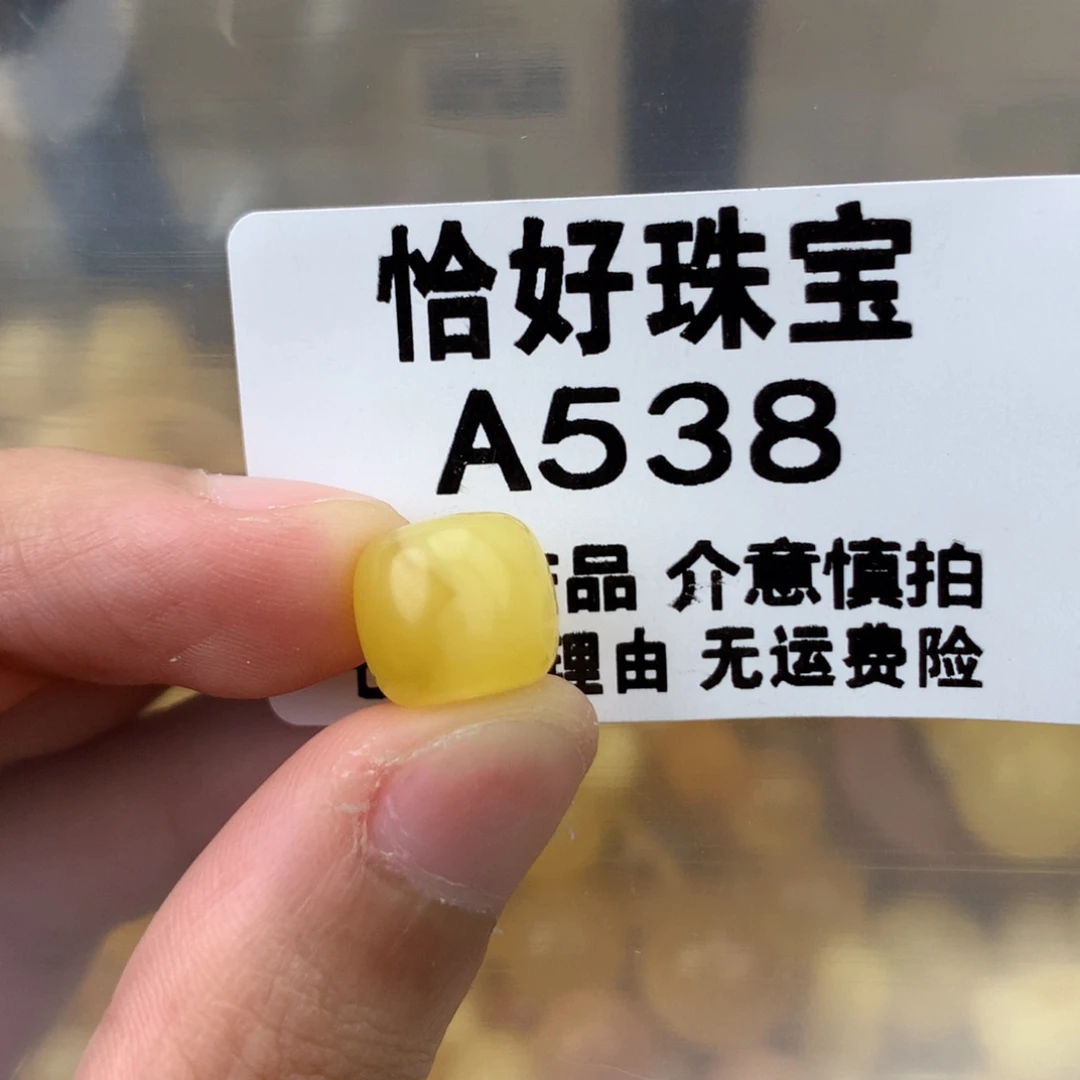 恰好珠宝
A538
品 介意慎拍
理由 无运费险